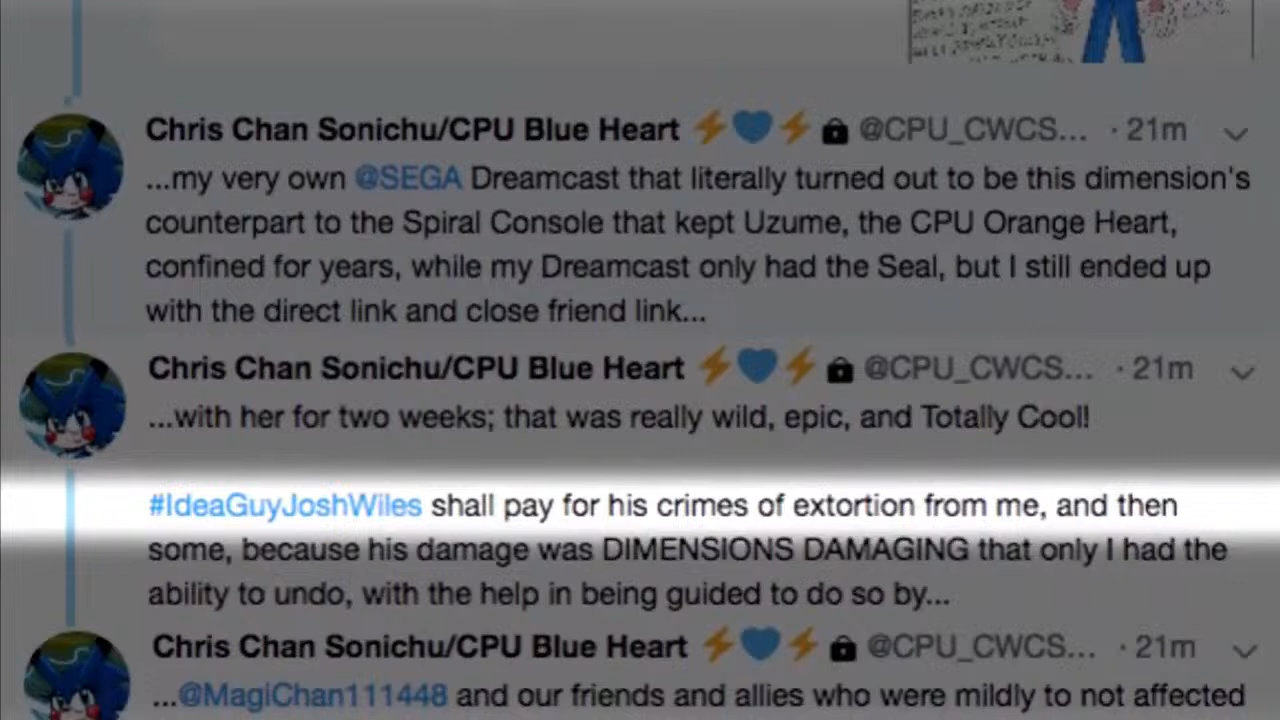 Chris Chan Sonichu/CPU Blue Heart ⚡💙⚡🔒 @CPU_CWCS... · 21m
...my very own @SEGA Dreamcast that literally turned out to be this dimension's
counterpart to the Spiral Console that kept Uzume, the CPU Orange Heart,
confined for years, while my Dreamcast only had the Seal, but I still ended up
with the direct link and close friend link...
Chris Chan Sonichu/CPU Blue Heart ⚡💙⚡🔒 @CPU_CWCS... · 21m
...with her for two weeks; that was really wild, epic, and Totally Cool!
#IdeaGuyJoshWiles shall pay for his crimes of extortion from me, and then
some, because his damage was DIMENSIONS DAMAGING that only I had the
ability to undo, with the help in being guided to do so by...
Chris Chan Sonichu/CPU Blue Heart ⚡💙⚡🔒 @CPU_CWCS... · 21m
...@MagiChan111448 and our friends and allies who were mildly to not affected